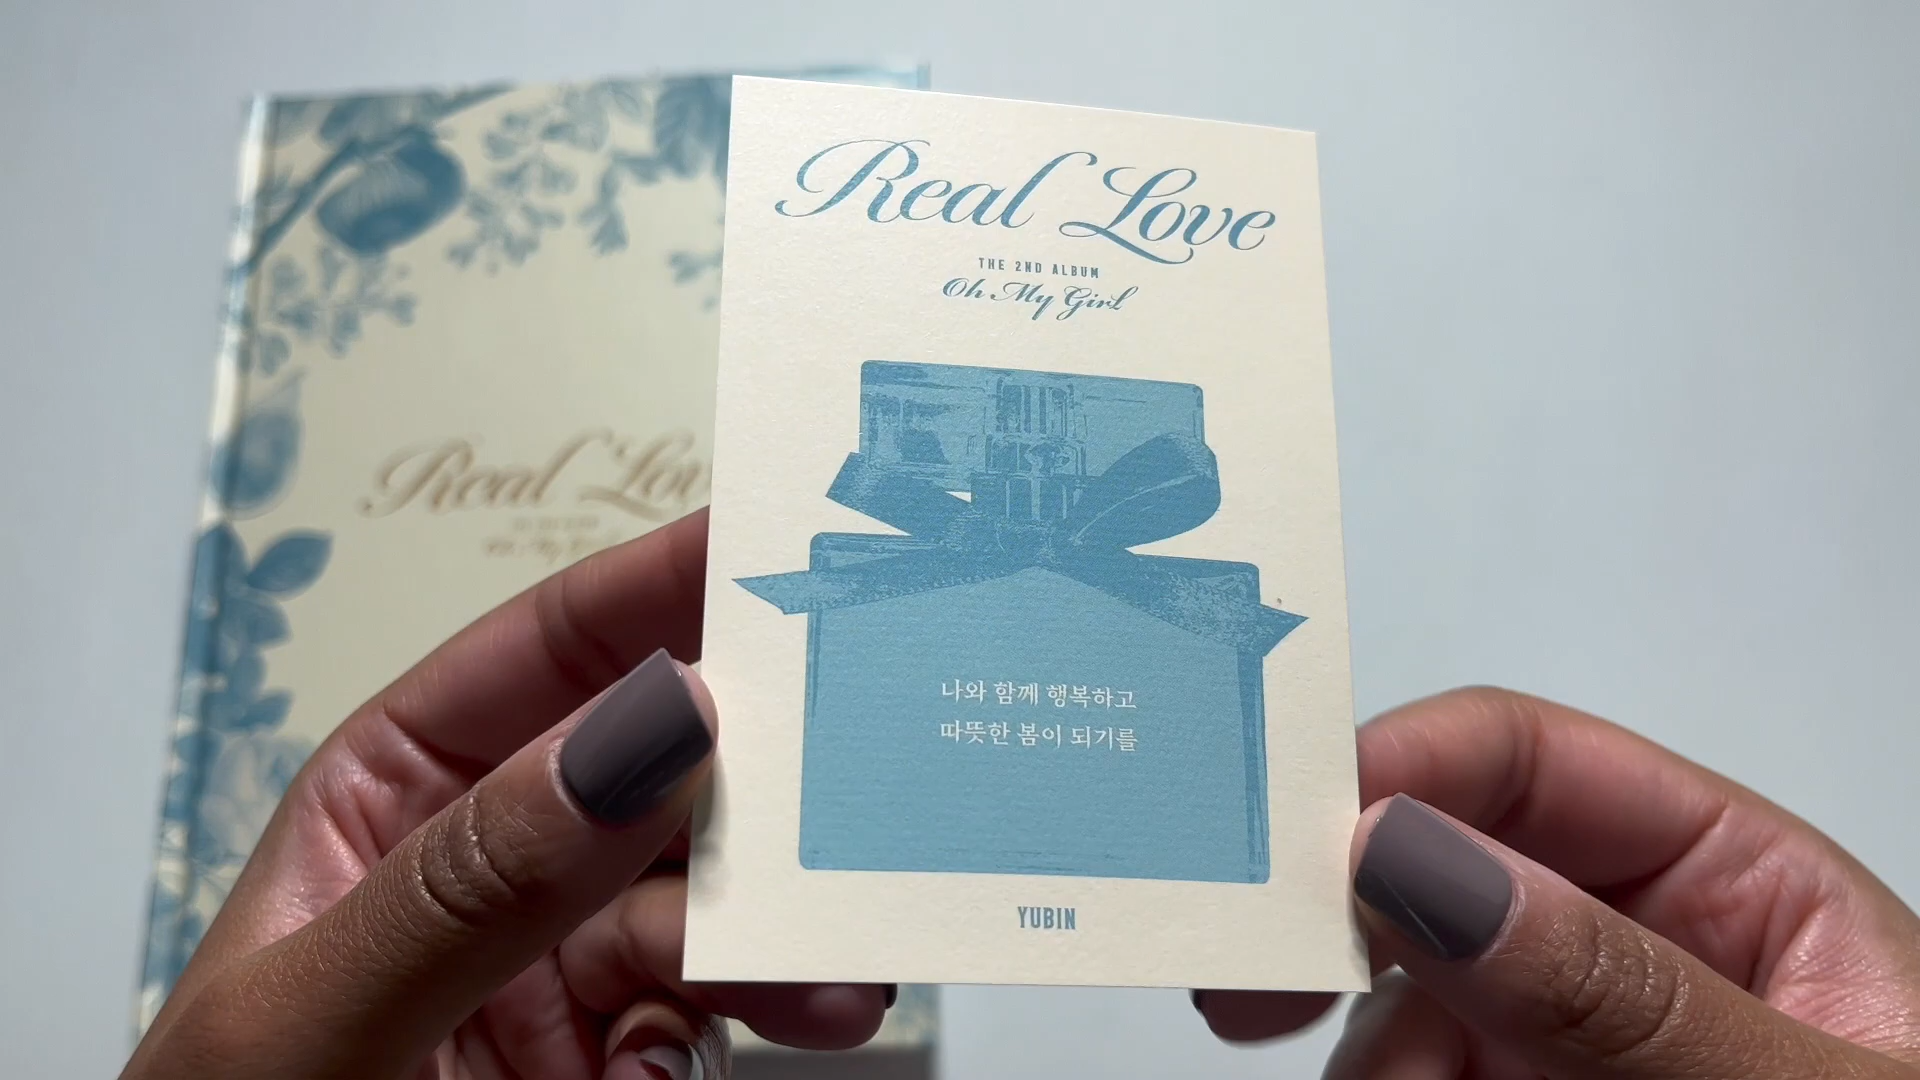 Real Love
THE 2ND ALBUM
Oh My Girl
나와 함께 행복하고
따뜻한 봄이 되기를
YUBIN
Real